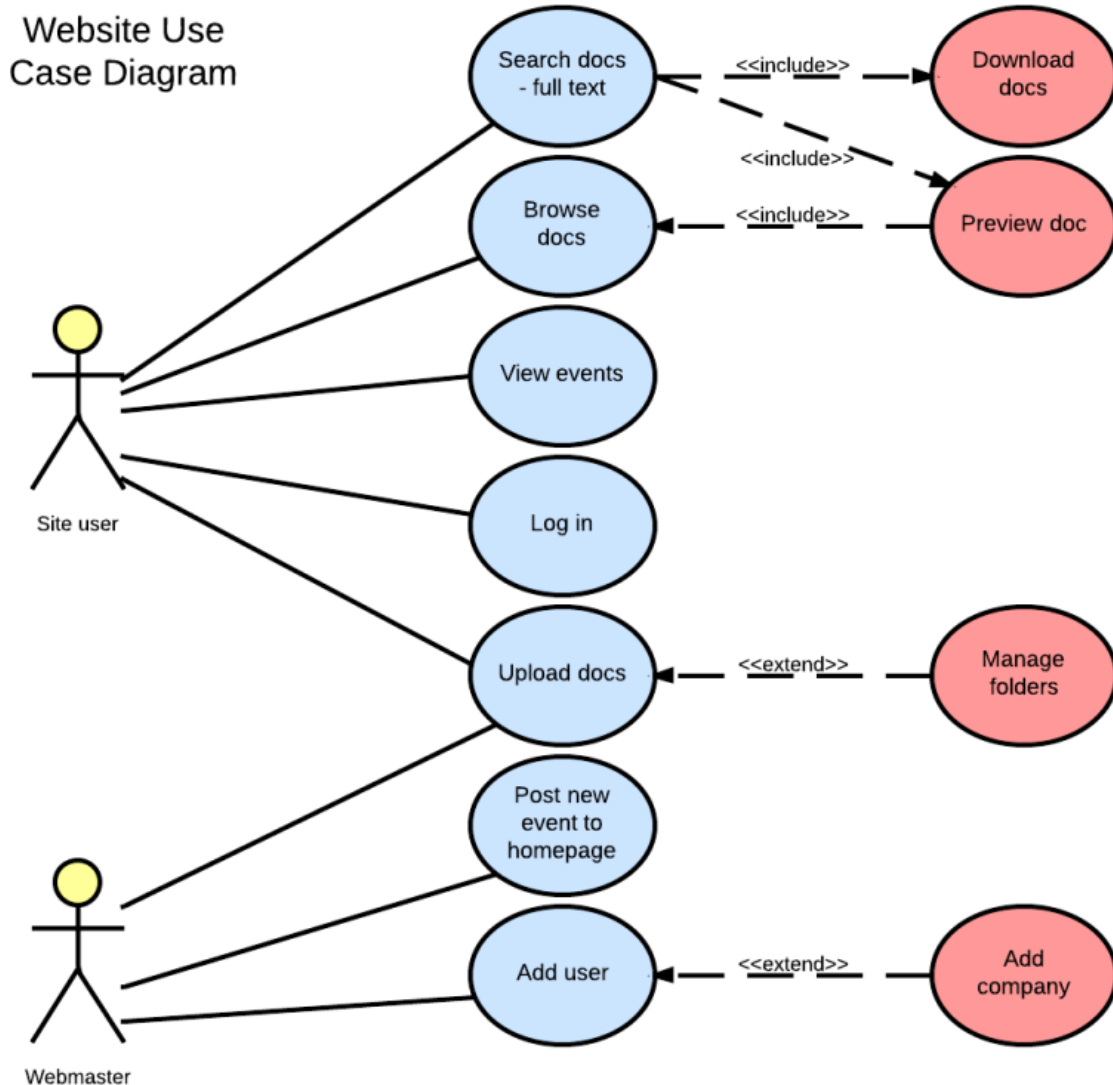 Website Use
Case Diagram
Search docs
- full text
<<include>>
Download
docs
<<include>>
Browse
docs
<<include>>
Preview doc
View events
Site user
Log in
Upload docs
<<extend>>
Manage
folders
Post new
event to
homepage
Add user
<<extend>>
Add
company
Webmaster